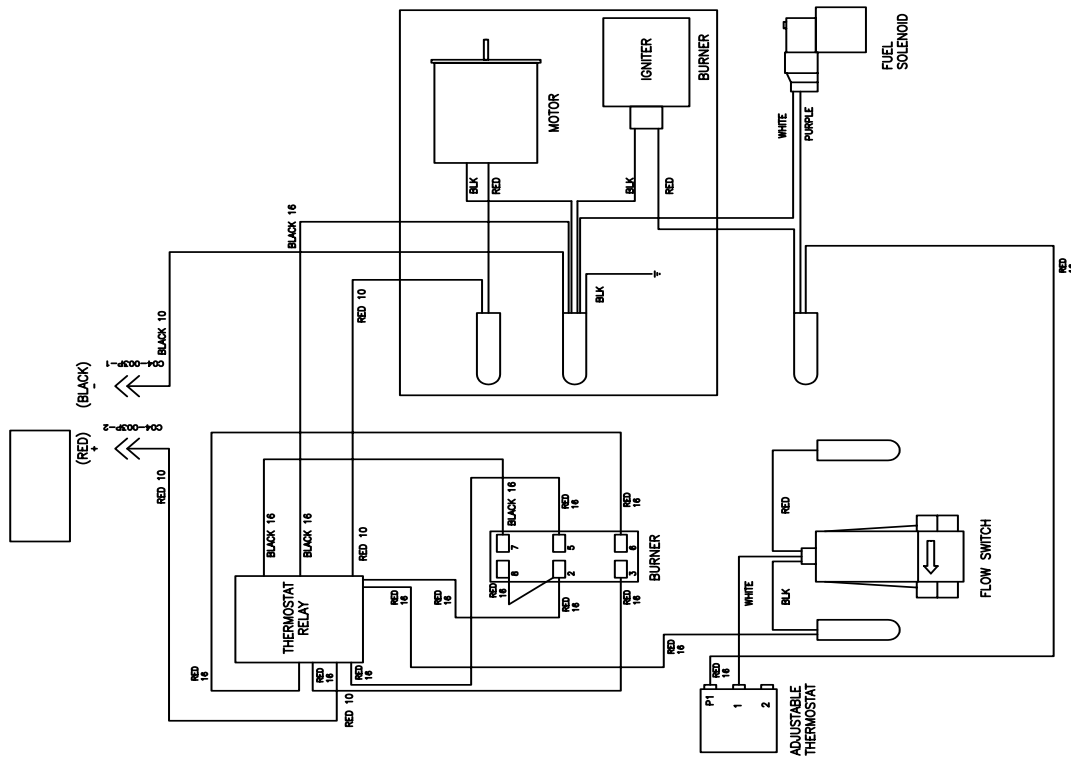 (RED)
+
(BLACK)
-
C04-003P-2
C04-003P-1
RED 10
BLACK 10
BLACK 16
RED 10
MOTOR
BLK
RED
IGNITER
BURNER
BLK
RED
BLK
FUEL
SOLENOID
WHITE
PURPLE
RED
16
THERMOSTAT
RELAY
BLACK 16
BLACK 16
RED 10
RED
16
RED
16
RED
16
RED
16
RED
16
RED 10
BLACK 16
RED
16
RED
16
RED
16
RED
16
RED
16
7
5
6
8
2
3
BURNER
RED
WHITE
BLK
FLOW SWITCH
RED
16
RED
16
P1
1
2
ADJUSTABLE
THERMOSTAT